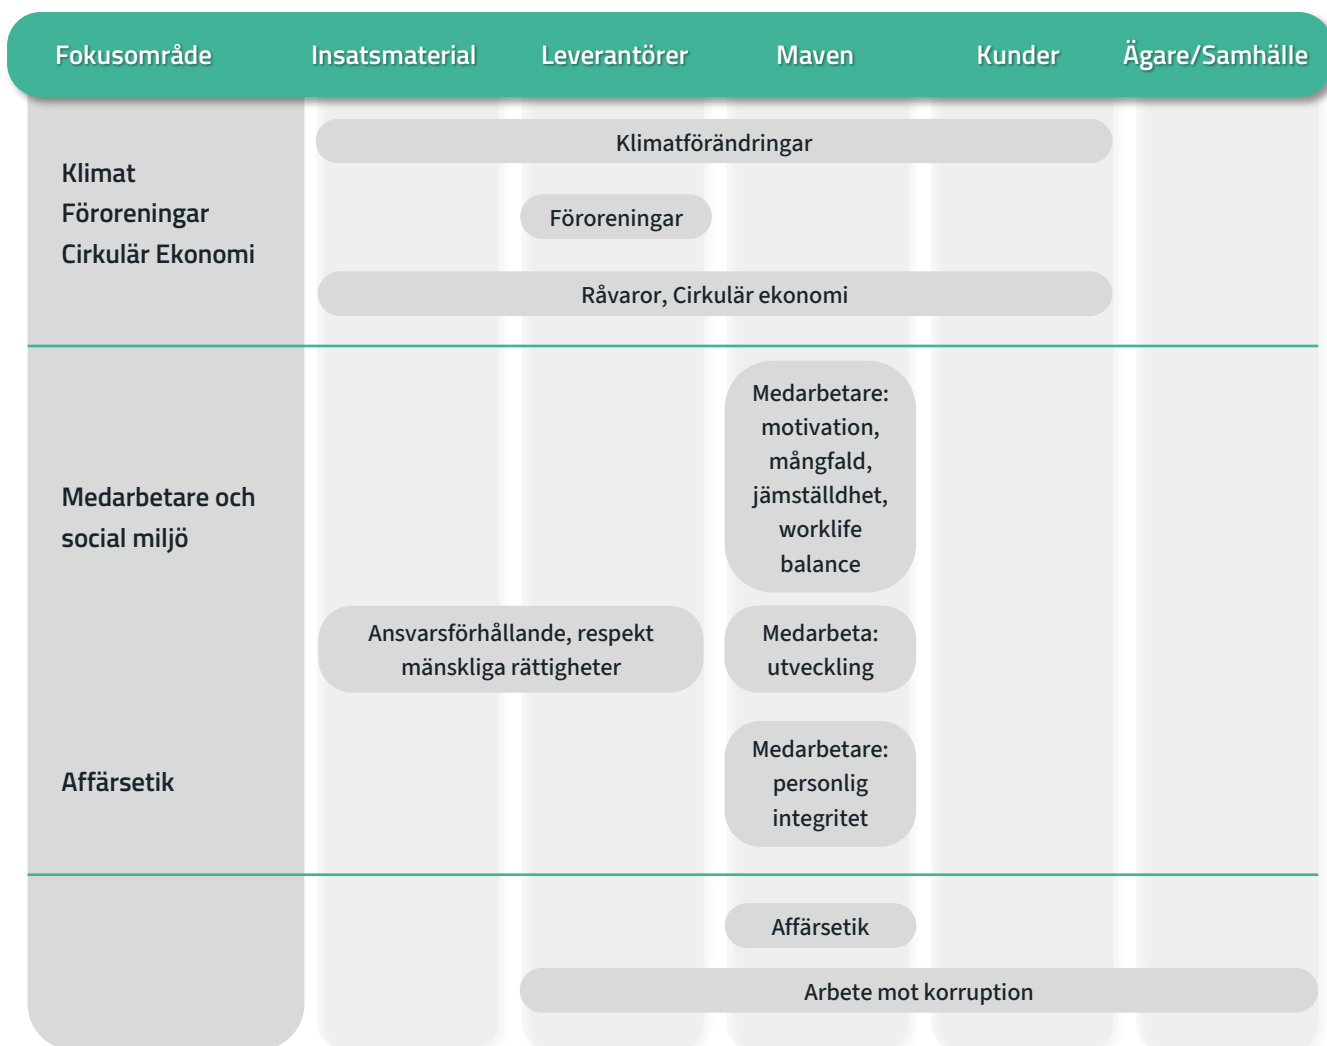 Fokusområde Insatsmaterial Leverantörer Maven Kunder Ägare/Samhälle
Klimat
Föroreningar
Cirkulär Ekonomi
Klimatförändringar
Föroreningar
Råvaror, Cirkulär ekonomi
Medarbetare och
social miljö
Medarbetare:
motivation,
mångfald,
jämställdhet,
worklife
balance
Ansvarsförhållande, respekt
mänskliga rättigheter
Medarbeta:
utveckling
Affärsetik
Medarbetare:
personlig
integritet
Affärsetik
Arbete mot korruption